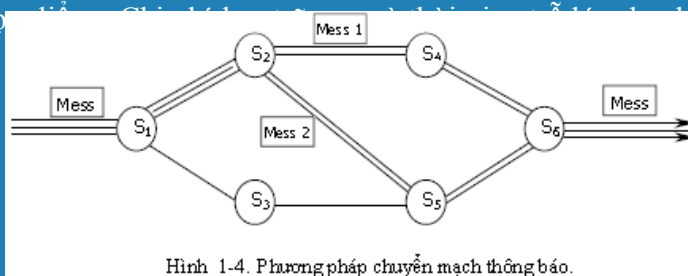 Mess 1
S₂
S₄
Mess
Mess
S₁
S₆
Mess 2
S₃
S₅
Hình 1-4. Phương pháp chuyển mạch thông báo.